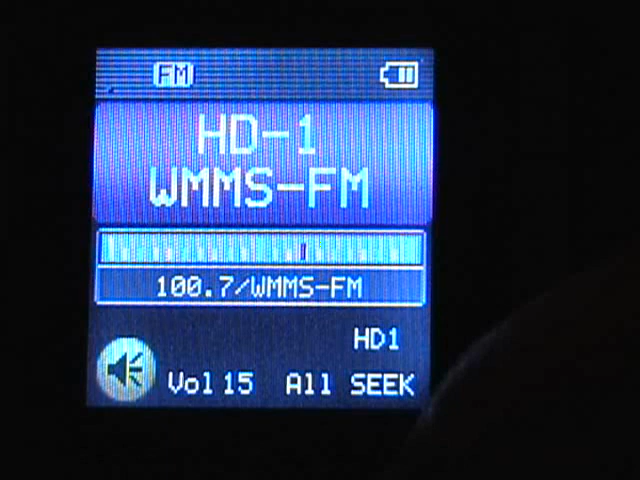 FM
HD-1
WMMS-FM
100.7/WMMS-FM
HD1
Vol 15 All SEEK